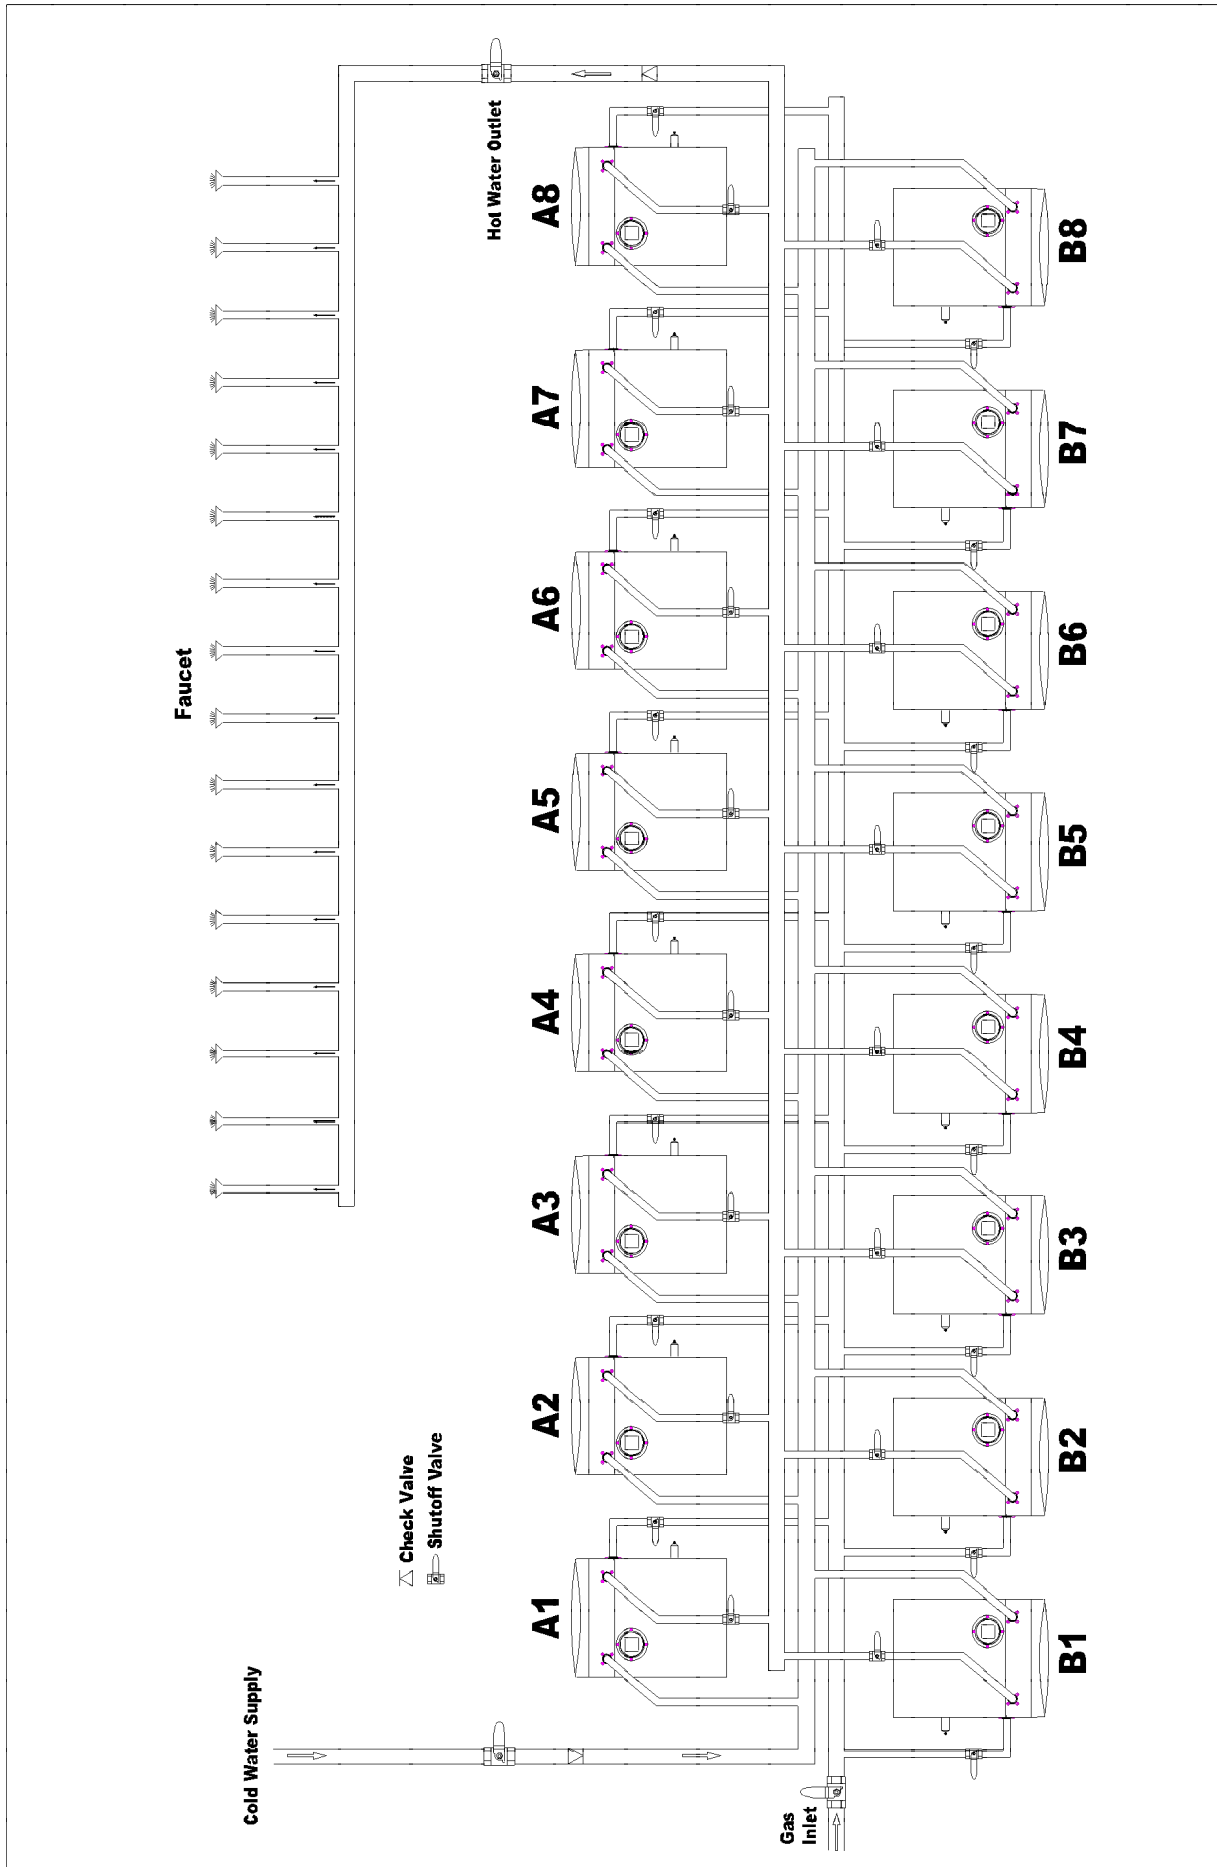 Faucet
Hot Water Outlet
A8
A7
A6
A5
A4
A3
A2
A1
B8
B7
B6
B5
B4
B3
B2
B1
Check Valve
Shutoff Valve
Cold Water Supply
Gas
Inlet